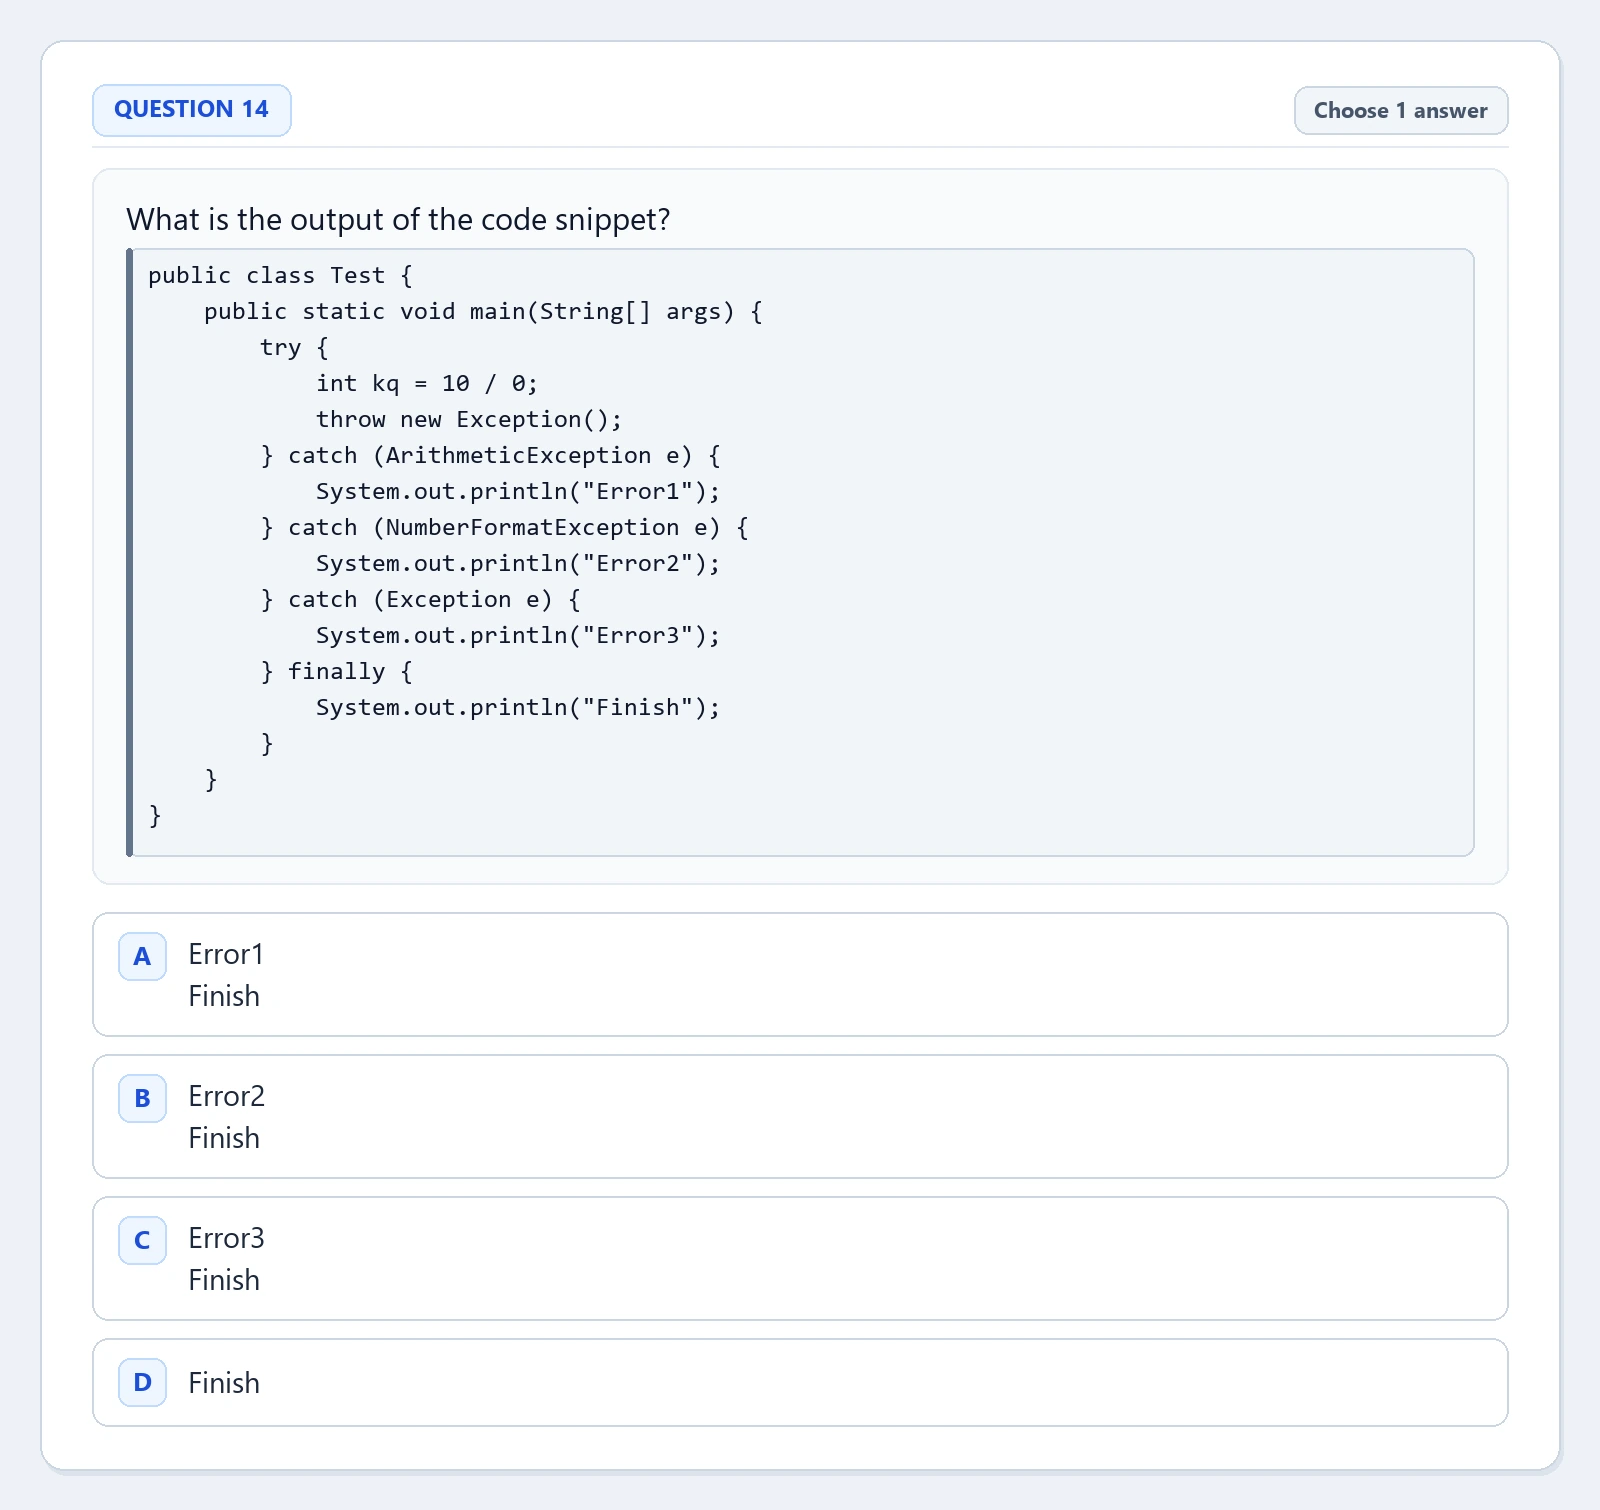 QUESTION 14
Choose 1 answer
What is the output of the code snippet?
public class Test {
    public static void main(String[] args) {
        try {
            int kq = 10 / 0;
            throw new Exception();
        } catch (ArithmeticException e) {
            System.out.println("Error1");
        } catch (NumberFormatException e) {
            System.out.println("Error2");
        } catch (Exception e) {
            System.out.println("Error3");
        } finally {
            System.out.println("Finish");
        }
    }
}
A Error1
Finish
B Error2
Finish
C Error3
Finish
D Finish